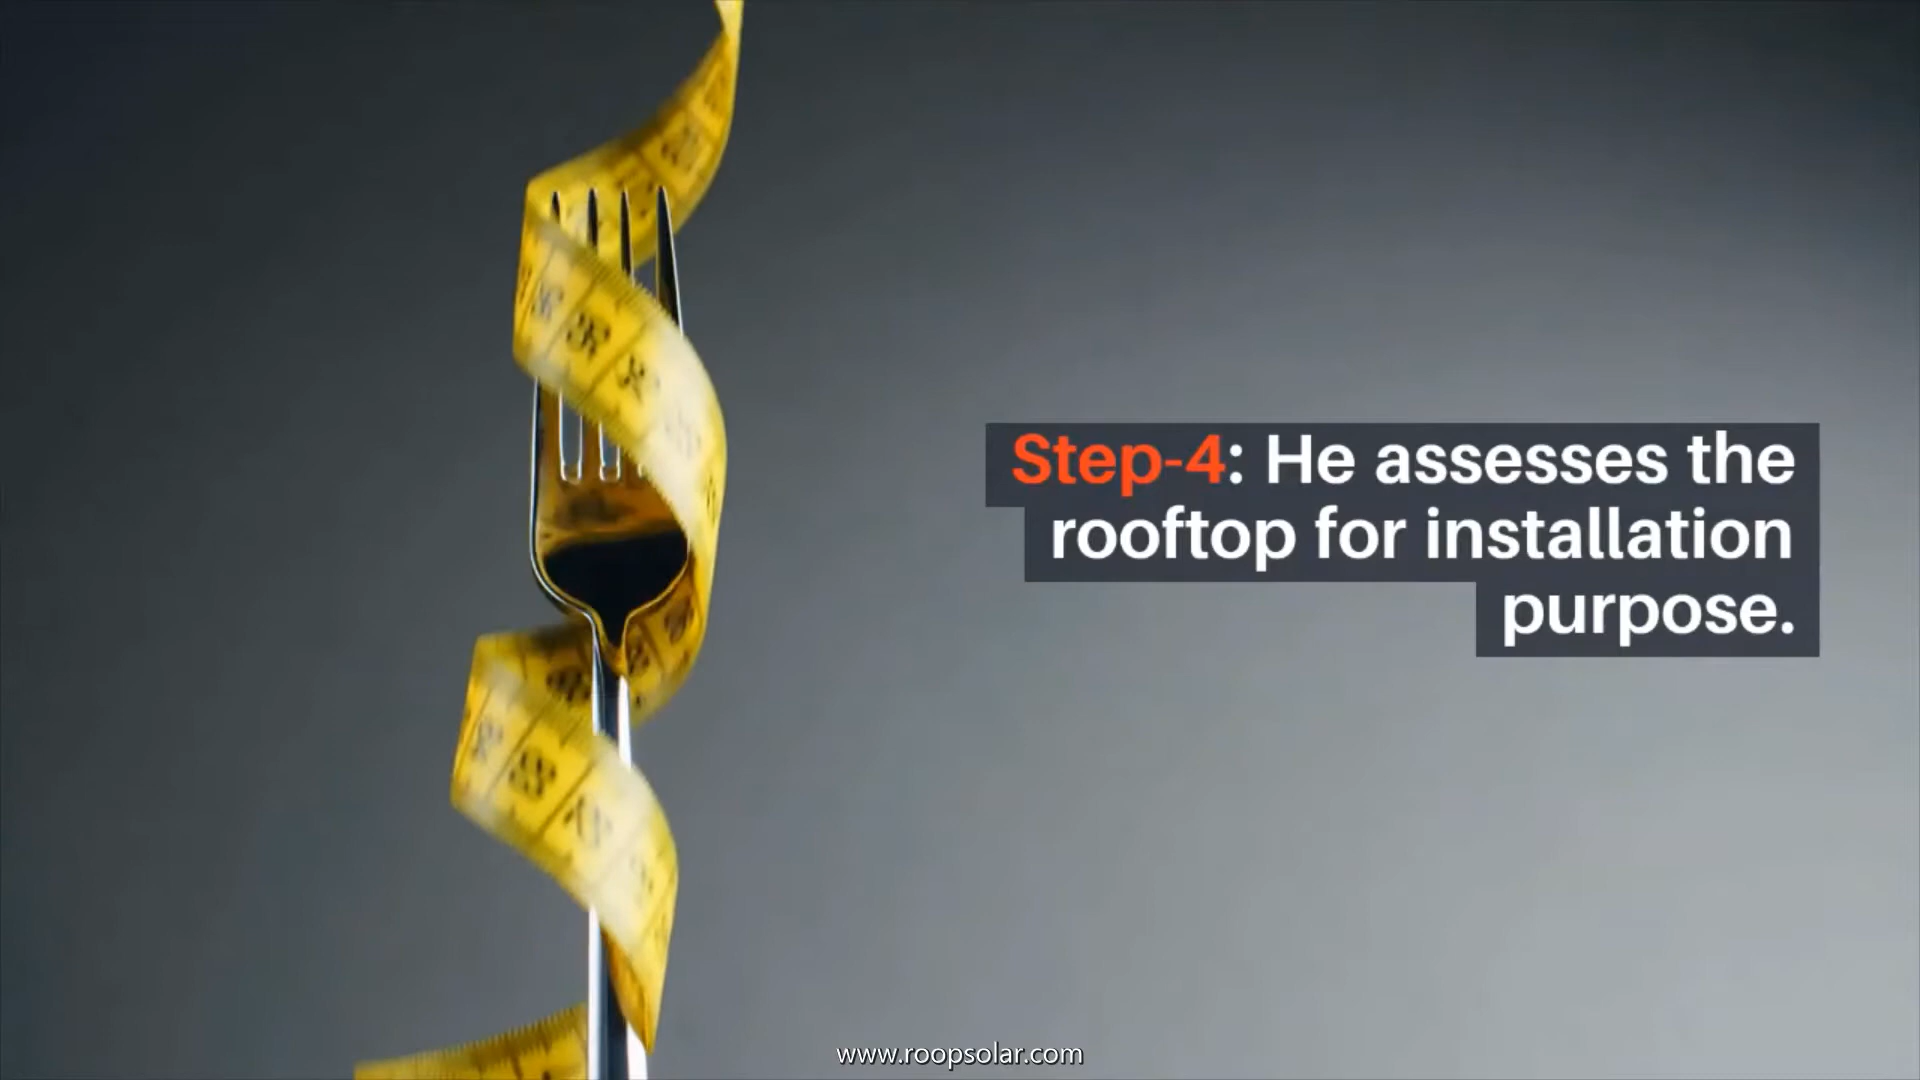 Step-4: He assesses the
rooftop for installation
purpose.
www.roopsolar.com